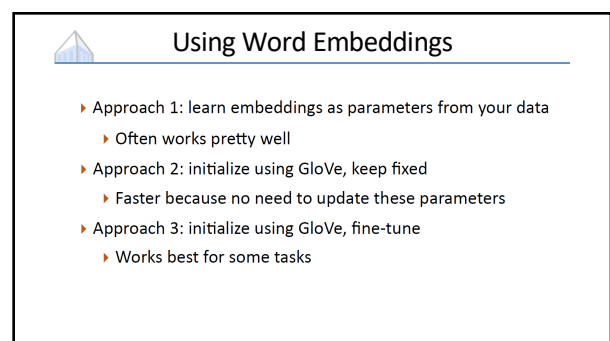 Using Word Embeddings
Approach 1: learn embeddings as parameters from your data
Often works pretty well
Approach 2: initialize using GloVe, keep fixed
Faster because no need to update these parameters
Approach 3: initialize using GloVe, fine-tune
Works best for some tasks